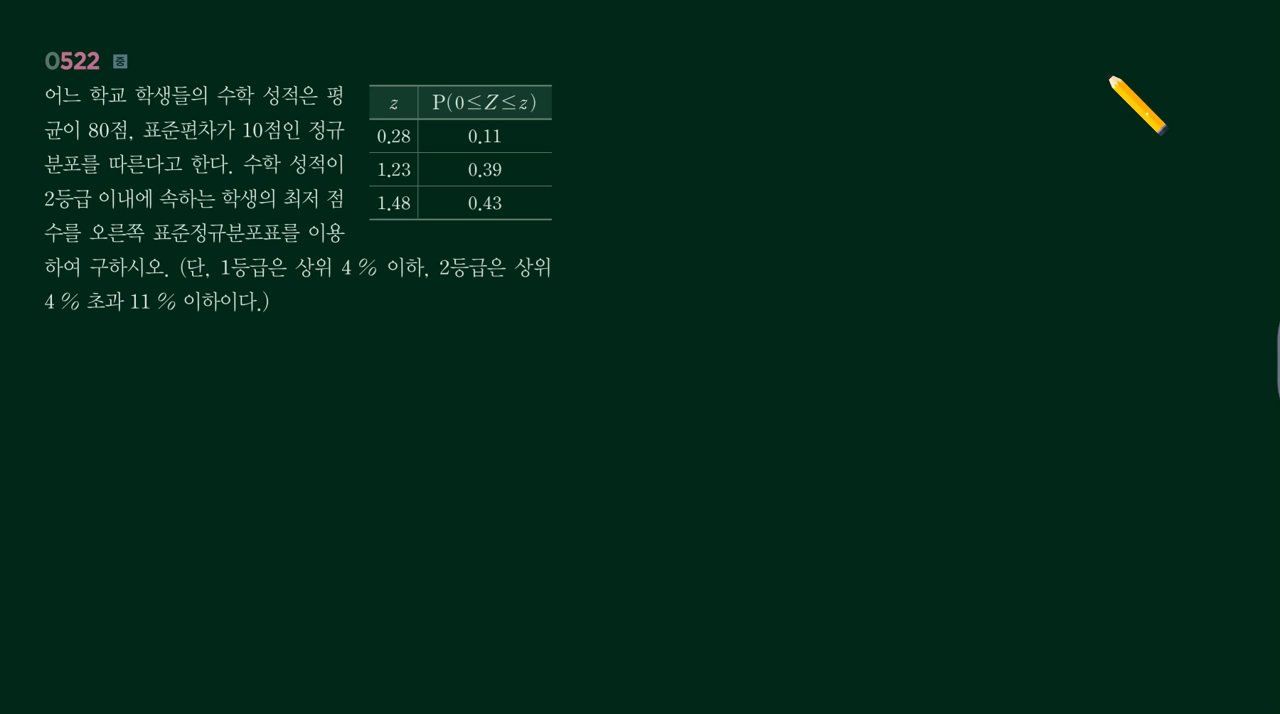 0522 중
어느 학교 학생들의 수학 성적은 평
균이 80점, 표준편차가 10점인 정규
분포를 따른다고 한다. 수학 성적이
2등급 이내에 속하는 학생의 최저 점
수를 오른쪽 표준정규분포표를 이용
하여 구하시오. (단, 1등급은 상위 4 % 이하, 2등급은 상위
4 % 초과 11 % 이하이다.)
z P(0≤Z≤z)
0.28 0.11
1.23 0.39
1.48 0.43